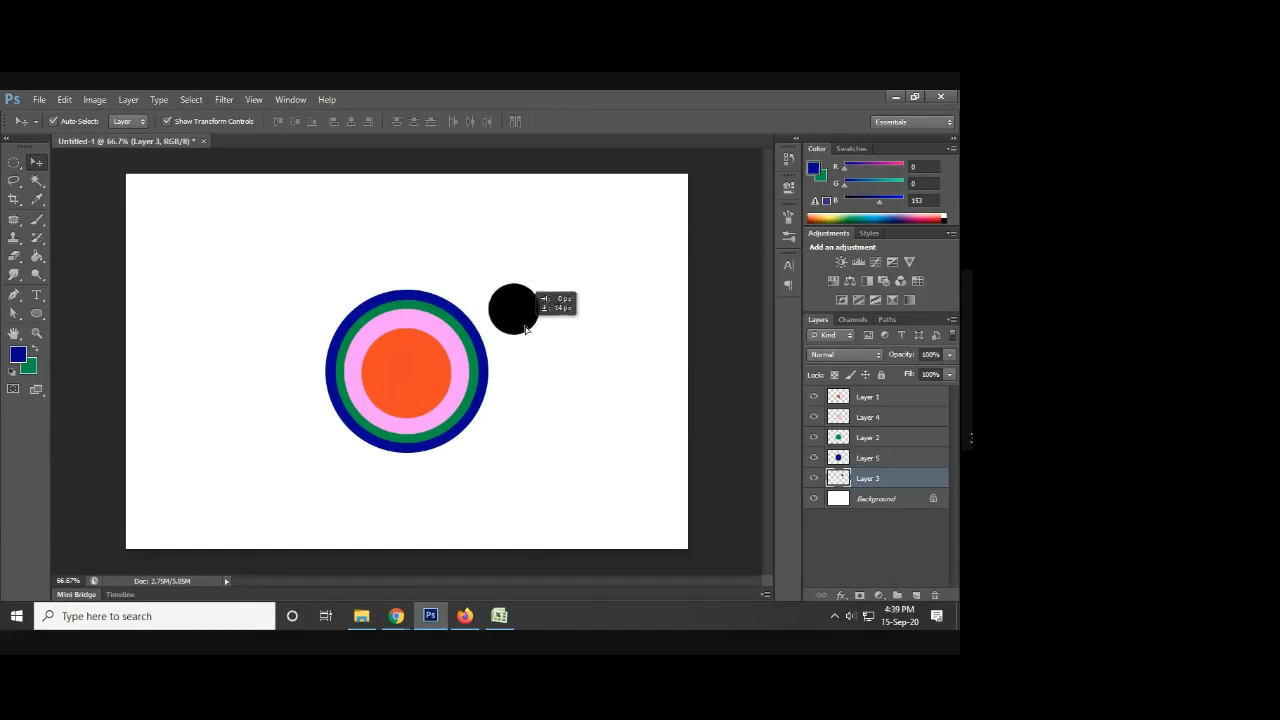 Ps File Edit Image Layer Type Select Filter View Window Help
Auto-Select: Layer Show Transform Controls Essentials
Untitled-1 @ 66.7% (Layer 3, RGB/8) * ×
Color Swatches
R 0
G 0
B 153
Adjustments Styles
Add an adjustment
0 px
14 px
Layers Channels Paths
Kind
Normal Opacity: 100%
Lock: Fill: 100%
Layer 1
Layer 4
Layer 2
Layer 5
Layer 3
Background
66.67% Doc: 2.75M/5.85M
Mini Bridge Timeline
Type here to search
4:39 PM
15-Sep-20